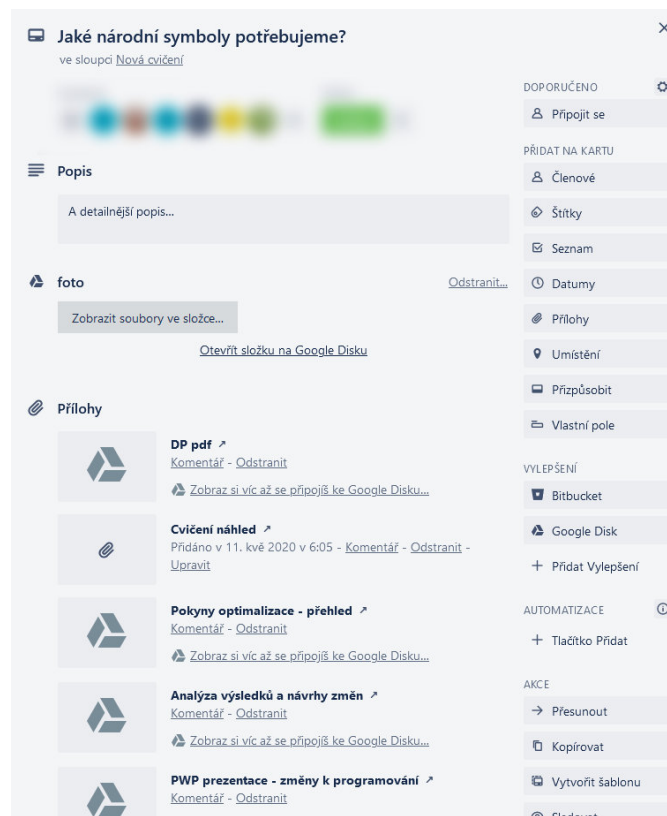 Jaké národní symboly potřebujeme?
ve sloupci Nová cvičení
Popis
A detailnější popis...
foto
Odstranit...
Zobrazit soubory ve složce...
Otevřít složku na Google Disku
Přílohy
DP pdf ↗
Komentář - Odstranit
Zobraz si víc až se připojíš ke Google Disku...
Cvičení náhled ↗
Přidáno v 11. kvě 2020 v 6:05 - Komentář - Odstranit -
Upravit
Pokyny optimalizace - přehled ↗
Komentář - Odstranit
Zobraz si víc až se připojíš ke Google Disku...
Analýza výsledků a návrhy změn ↗
Komentář - Odstranit
Zobraz si víc až se připojíš ke Google Disku...
PWP prezentace - změny k programování ↗
Komentář - Odstranit
DOPORUČENO
Připojit se
PŘIDAT NA KARTU
Členové
Štítky
Seznam
Datumy
Přílohy
Umístění
Přizpůsobit
Vlastní pole
VYLEPŠENÍ
Bitbucket
Google Disk
+ Přidat Vylepšení
AUTOMATIZACE
+ Tlačítko Přidat
AKCE
→ Přesunout
Kopírovat
Vytvořit šablonu
Sledovat